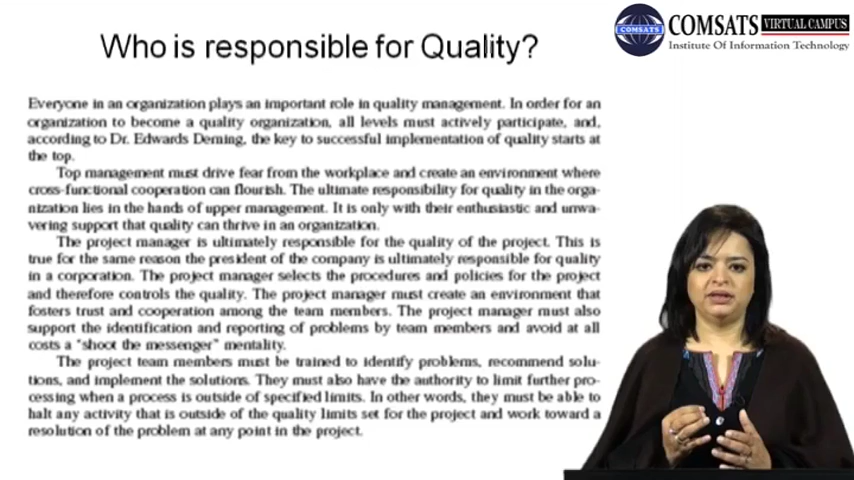 Who is responsible for Quality?
COMSATS
COMSATS VIRTUAL CAMPUS
Institute Of Information Technology
Everyone in an organization plays an important role in quality management. In order for an
organization to become a quality organization, all levels must actively participate, and,
according to Dr. Edwards Deming, the key to successful implementation of quality starts at
the top.
Top management must drive fear from the workplace and create an environment where
cross-functional cooperation can flourish. The ultimate responsibility for quality in the orga-
nization lies in the hands of upper management. It is only with their enthusiastic and unwa-
vering support that quality can thrive in an organization.
The project manager is ultimately responsible for the quality of the project. This is
true for the same reason the president of the company is ultimately responsible for quality
in a corporation. The project manager selects the procedures and policies for the project
and therefore controls the quality. The project manager must create an environment that
fosters trust and cooperation among the team members. The project manager must also
support the identification and reporting of problems by team members and avoid at all
costs a "shoot the messenger" mentality.
The project team members must be trained to identify problems, recommend solu-
tions, and implement the solutions. They must also have the authority to limit further pro-
cessing when a process is outside of specified limits. In other words, they must be able to
halt any activity that is outside of the quality limits set for the project and work toward a
resolution of the problem at any point in the project.